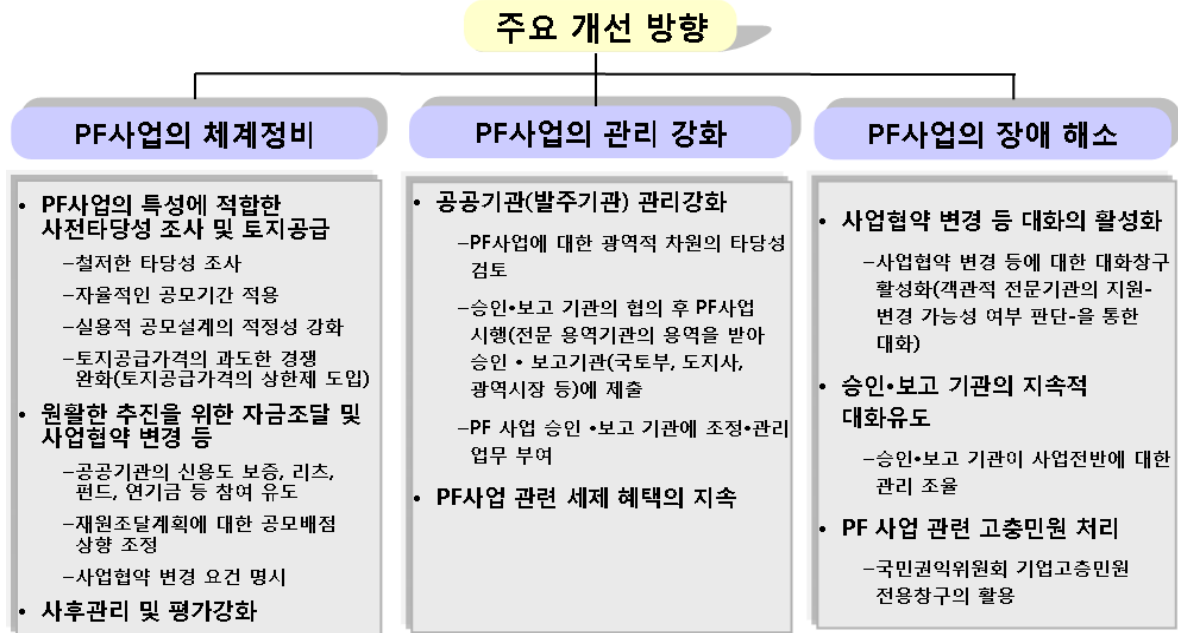 주요 개선 방향
PF사업의 체계정비
• PF사업의 특성에 적합한
사전타당성 조사 및 토지공급
–철저한 타당성 조사
–자율적인 공모기간 적용
–실용적 공모설계의 적정성 강화
–토지공급가격의 과도한 경쟁
완화(토지공급가격의 상한제 도입)
• 원활한 추진을 위한 자금조달 및
사업협약 변경 등
–공공기관의 신용도 보증, 리츠,
펀드, 연기금 등 참여 유도
–재원조달계획에 대한 공모배점
상향 조정
–사업협약 변경 요건 명시
• 사후관리 및 평가강화
PF사업의 관리 강화
• 공공기관(발주기관) 관리강화
–PF사업에 대한 광역적 차원의 타당성
검토
–승인•보고 기관의 협의 후 PF사업
시행(전문 용역기관의 용역을 받아
승인 • 보고기관(국토부, 도지사,
광역시장 등)에 제출
–PF 사업 승인 •보고 기관에 조정•관리
업무 부여
• PF사업 관련 세제 혜택의 지속
PF사업의 장애 해소
• 사업협약 변경 등 대화의 활성화
–사업협약 변경 등에 대한 대화창구
활성화(객관적 전문기관의 지원-
변경 가능성 여부 판단-을 통한
대화)
• 승인•보고 기관의 지속적
대화유도
–승인•보고 기관이 사업전반에 대한
관리 조율
• PF 사업 관련 고충민원 처리
–국민권익위원회 기업고충민원
전용창구의 활용